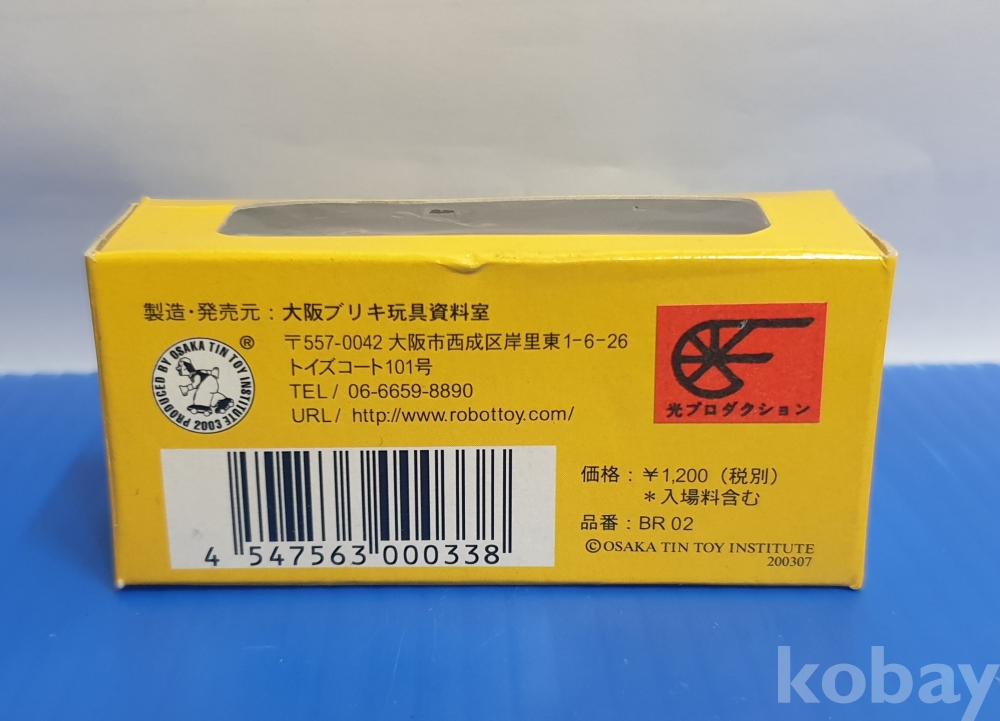 製造・発売元：大阪ブリキ玩具資料室
〒557-0042 大阪市西成区岸里東1-6-26
トイズコート101号
TEL/ 06-6659-8890
URL/ http://www.robottoy.com/
PRODUCED BY OSAKA TIN TOY INSTITUTE 2003
®
光プロダクション
価格：￥1,200（税別）
＊入場料含む
品番：BR 02
©OSAKA TIN TOY INSTITUTE
200307
4 547563 000338
kobay